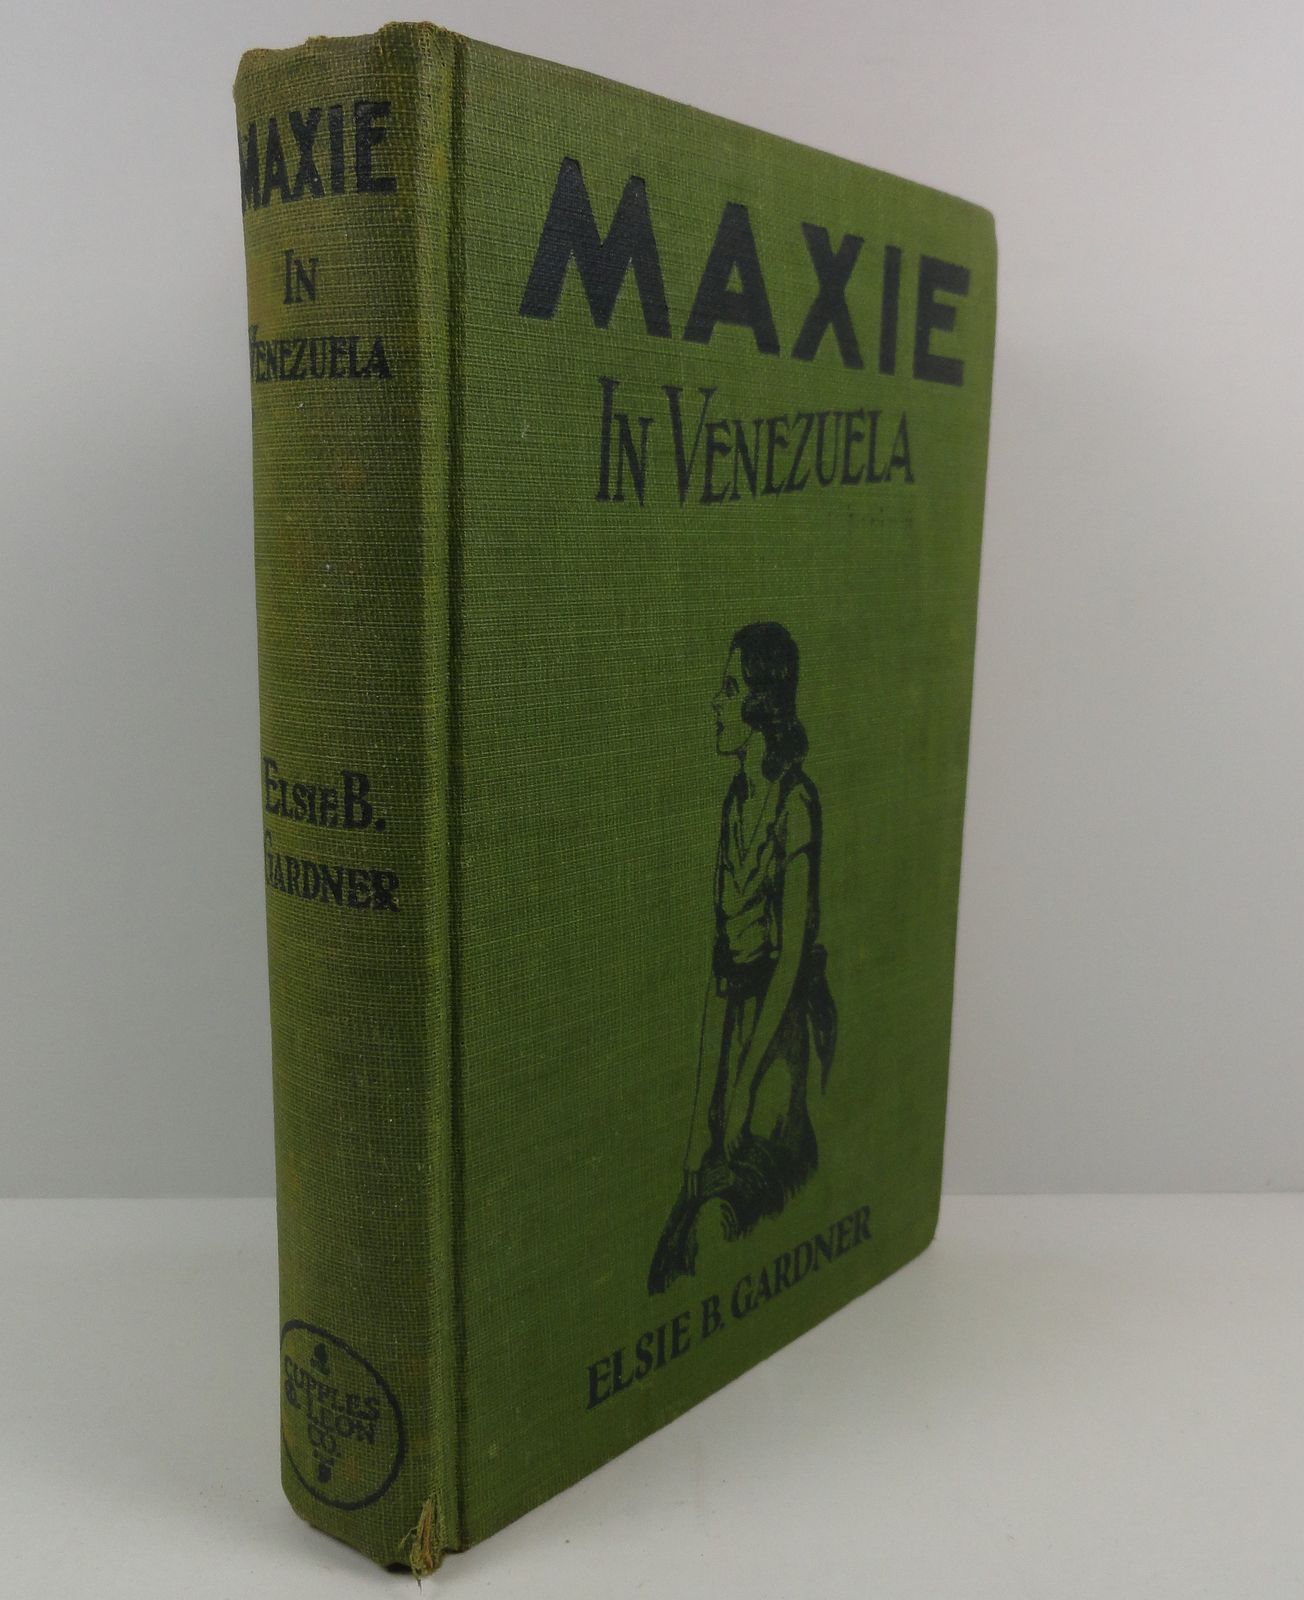 MAXIE
IN
VENEZUELA
ELSIE B.
GARDNER
CUPPLES
& LEON
CO.
MAXIE
IN VENEZUELA
ELSIE B. GARDNER